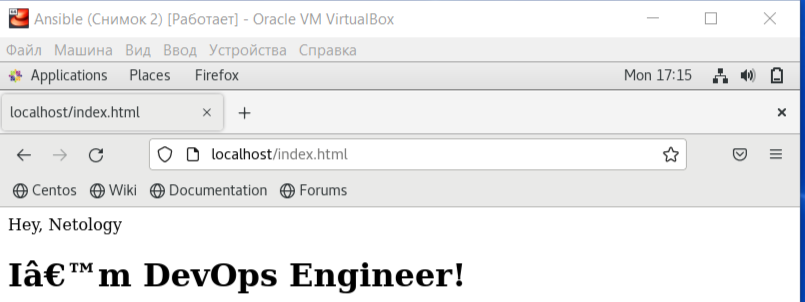 Ansible (Снимок 2) [Работает] - Oracle VM VirtualBox
Файл Машина Вид Ввод Устройства Справка
Applications Places Firefox Mon 17:15
localhost/index.html
localhost/index.html
Centos Wiki Documentation Forums
Hey, Netology
Iâ€™m DevOps Engineer!